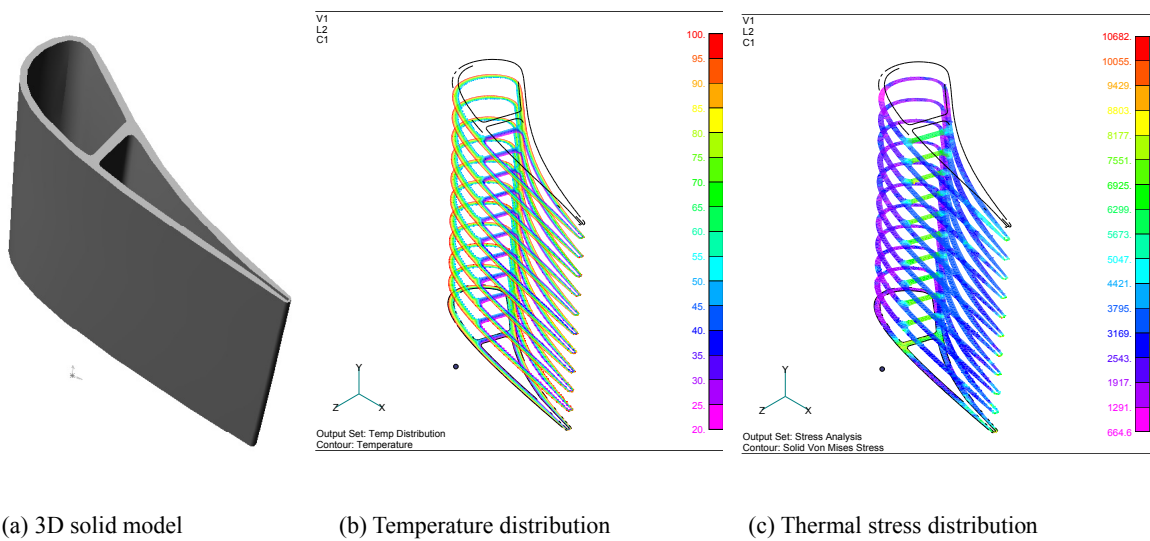 V1
L2
C1
100.
95.
90.
85.
80.
75.
70.
65.
60.
55.
50.
45.
40.
35.
30.
25.
20.
Y
Z
X
Output Set: Temp Distribution
Contour: Temperature
V1
L2
C1
10682.
10055.
9429.
8803.
8177.
7551.
6925.
6299.
5673.
5047.
4421.
3795.
3169.
2543.
1917.
1291.
664.6
Y
Z
X
Output Set: Stress Analysis
Contour: Solid Von Mises Stress
(a) 3D solid model
(b) Temperature distribution
(c) Thermal stress distribution